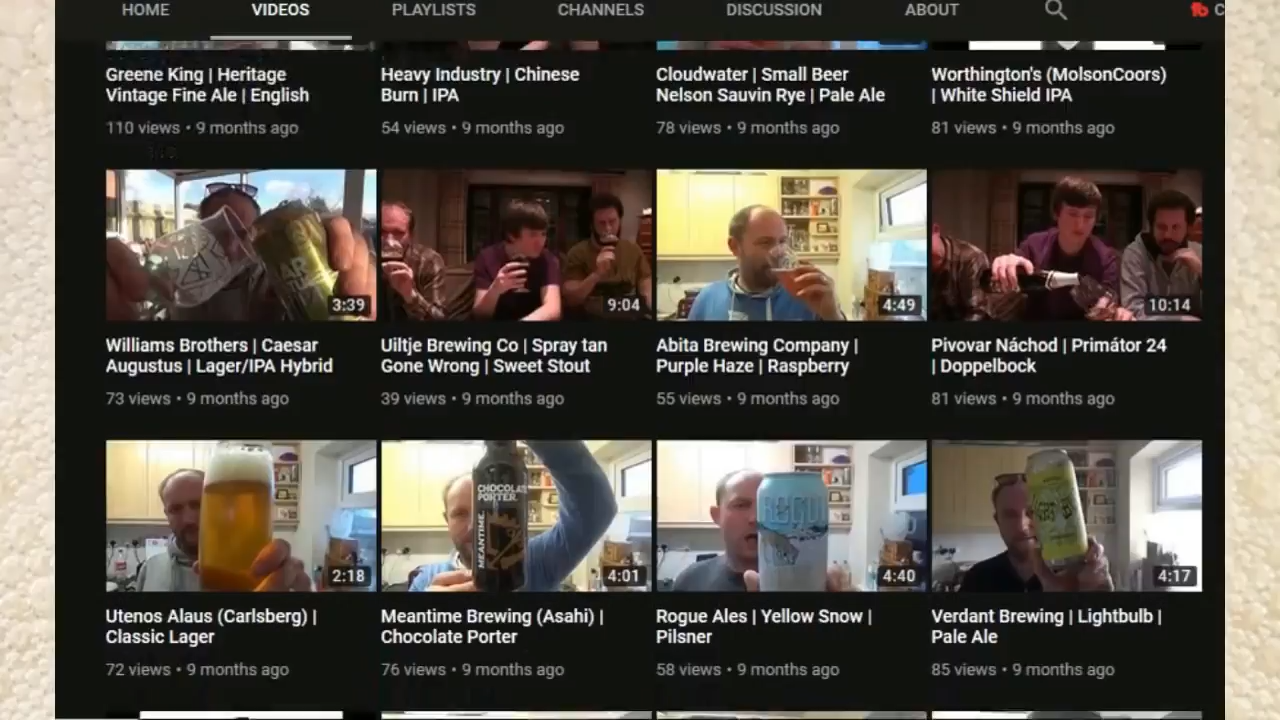 HOME VIDEOS PLAYLISTS CHANNELS DISCUSSION ABOUT C
Greene King | Heritage
Vintage Fine Ale | English
110 views • 9 months ago
Heavy Industry | Chinese
Burn | IPA
54 views • 9 months ago
Cloudwater | Small Beer
Nelson Sauvin Rye | Pale Ale
78 views • 9 months ago
Worthington's (MolsonCoors)
| White Shield IPA
81 views • 9 months ago
3:39
Williams Brothers | Caesar
Augustus | Lager/IPA Hybrid
73 views • 9 months ago
9:04
Uiltje Brewing Co | Spray tan
Gone Wrong | Sweet Stout
39 views • 9 months ago
4:49
Abita Brewing Company |
Purple Haze | Raspberry
55 views • 9 months ago
10:14
Pivovar Náchod | Primátor 24
| Doppelbock
81 views • 9 months ago
2:18
Utenos Alaus (Carlsberg) |
Classic Lager
72 views • 9 months ago
CHOCOLATE
PORTER
MEANTIME
4:01
Meantime Brewing (Asahi) |
Chocolate Porter
76 views • 9 months ago
ROGUE
4:40
Rogue Ales | Yellow Snow |
Pilsner
58 views • 9 months ago
4:17
Verdant Brewing | Lightbulb |
Pale Ale
85 views • 9 months ago